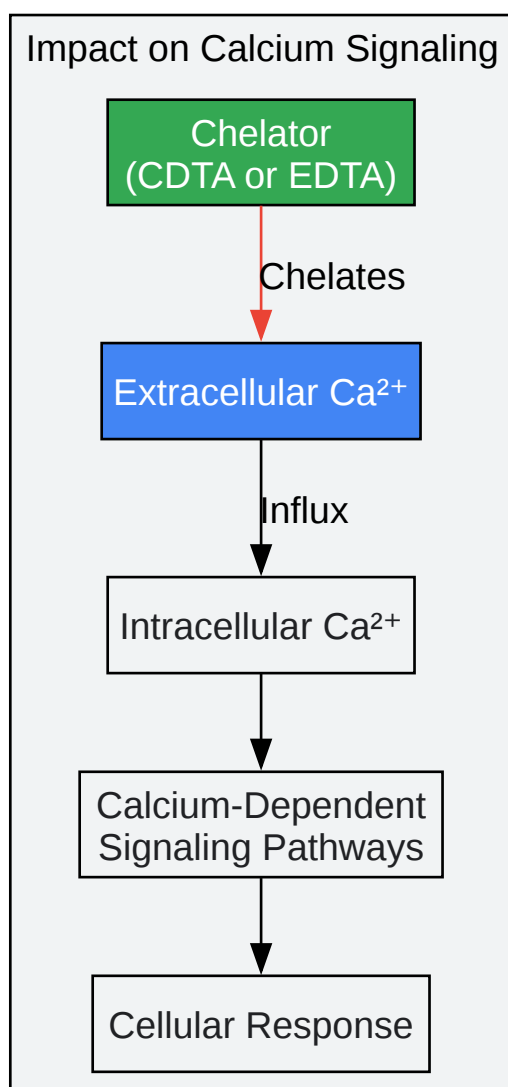 Impact on Calcium Signaling
Chelator
(CDTA or EDTA)
Chelates
Extracellular Ca²⁺
Influx
Intracellular Ca²⁺
Calcium-Dependent
Signaling Pathways
Cellular Response